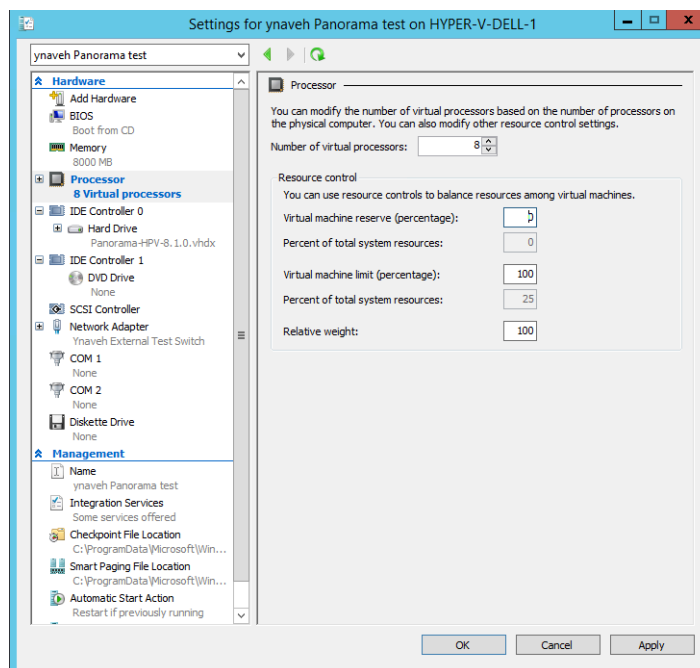 Settings for ynaveh Panorama test on HYPER-V-DELL-1
ynaveh Panorama test
Hardware
Add Hardware
BIOS
Boot from CD
Memory
8000 MB
Processor
8 Virtual processors
IDE Controller 0
Hard Drive
Panorama-HPV-8.1.0.vhdx
IDE Controller 1
DVD Drive
None
SCSI Controller
Network Adapter
Ynaveh External Test Switch
COM 1
None
COM 2
None
Diskette Drive
None
Management
Name
ynaveh Panorama test
Integration Services
Some services offered
Checkpoint File Location
C:\ProgramData\Microsoft\Win...
Smart Paging File Location
C:\ProgramData\Microsoft\Win...
Automatic Start Action
Restart if previously running
Processor
You can modify the number of virtual processors based on the number of processors on
the physical computer. You can also modify other resource control settings.
Number of virtual processors: 8
Resource control
You can use resource controls to balance resources among virtual machines.
Virtual machine reserve (percentage):
Percent of total system resources: 0
Virtual machine limit (percentage): 100
Percent of total system resources: 25
Relative weight: 100
OK Cancel Apply